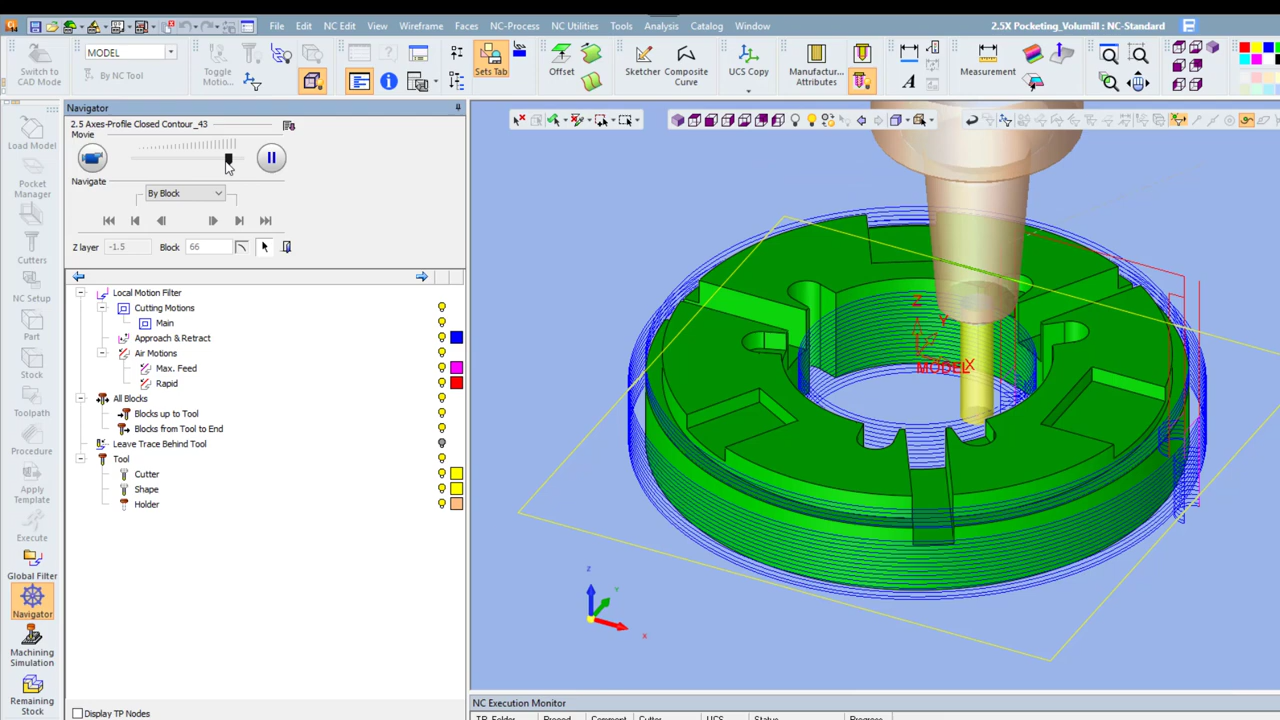 File Edit NC Edit View Wireframe Faces NC-Process NC Utilities Tools Analysis Catalog Window 2.5X Pocketing_Volumill : NC-Standard
Switch to CAD Mode
MODEL
By NC Tool
Toggle Motio...
Sets Tab
Offset
Sketcher
Composite Curve
UCS Copy
Manufactur... Attributes
A
Measurement
Navigator
2.5 Axes-Profile Closed Contour_43
Movie
Navigate
By Block
Z layer -1.5 Block 66
Local Motion Filter
Cutting Motions
Main
Approach & Retract
Air Motions
Max. Feed
Rapid
All Blocks
Blocks up to Tool
Blocks from Tool to End
Leave Trace Behind Tool
Tool
Cutter
Shape
Holder
Display TP Nodes
Load Model
Pocket Manager
Cutters
NC Setup
Part
Stock
Toolpath
Procedure
Apply Template
Execute
Global Filter
Navigator
Machining Simulation
Remaining Stock
Z
Y
MODEL X
z
Y
X
NC Execution Monitor
TP_Folder Proced Comment Cutter UCS Status Progress